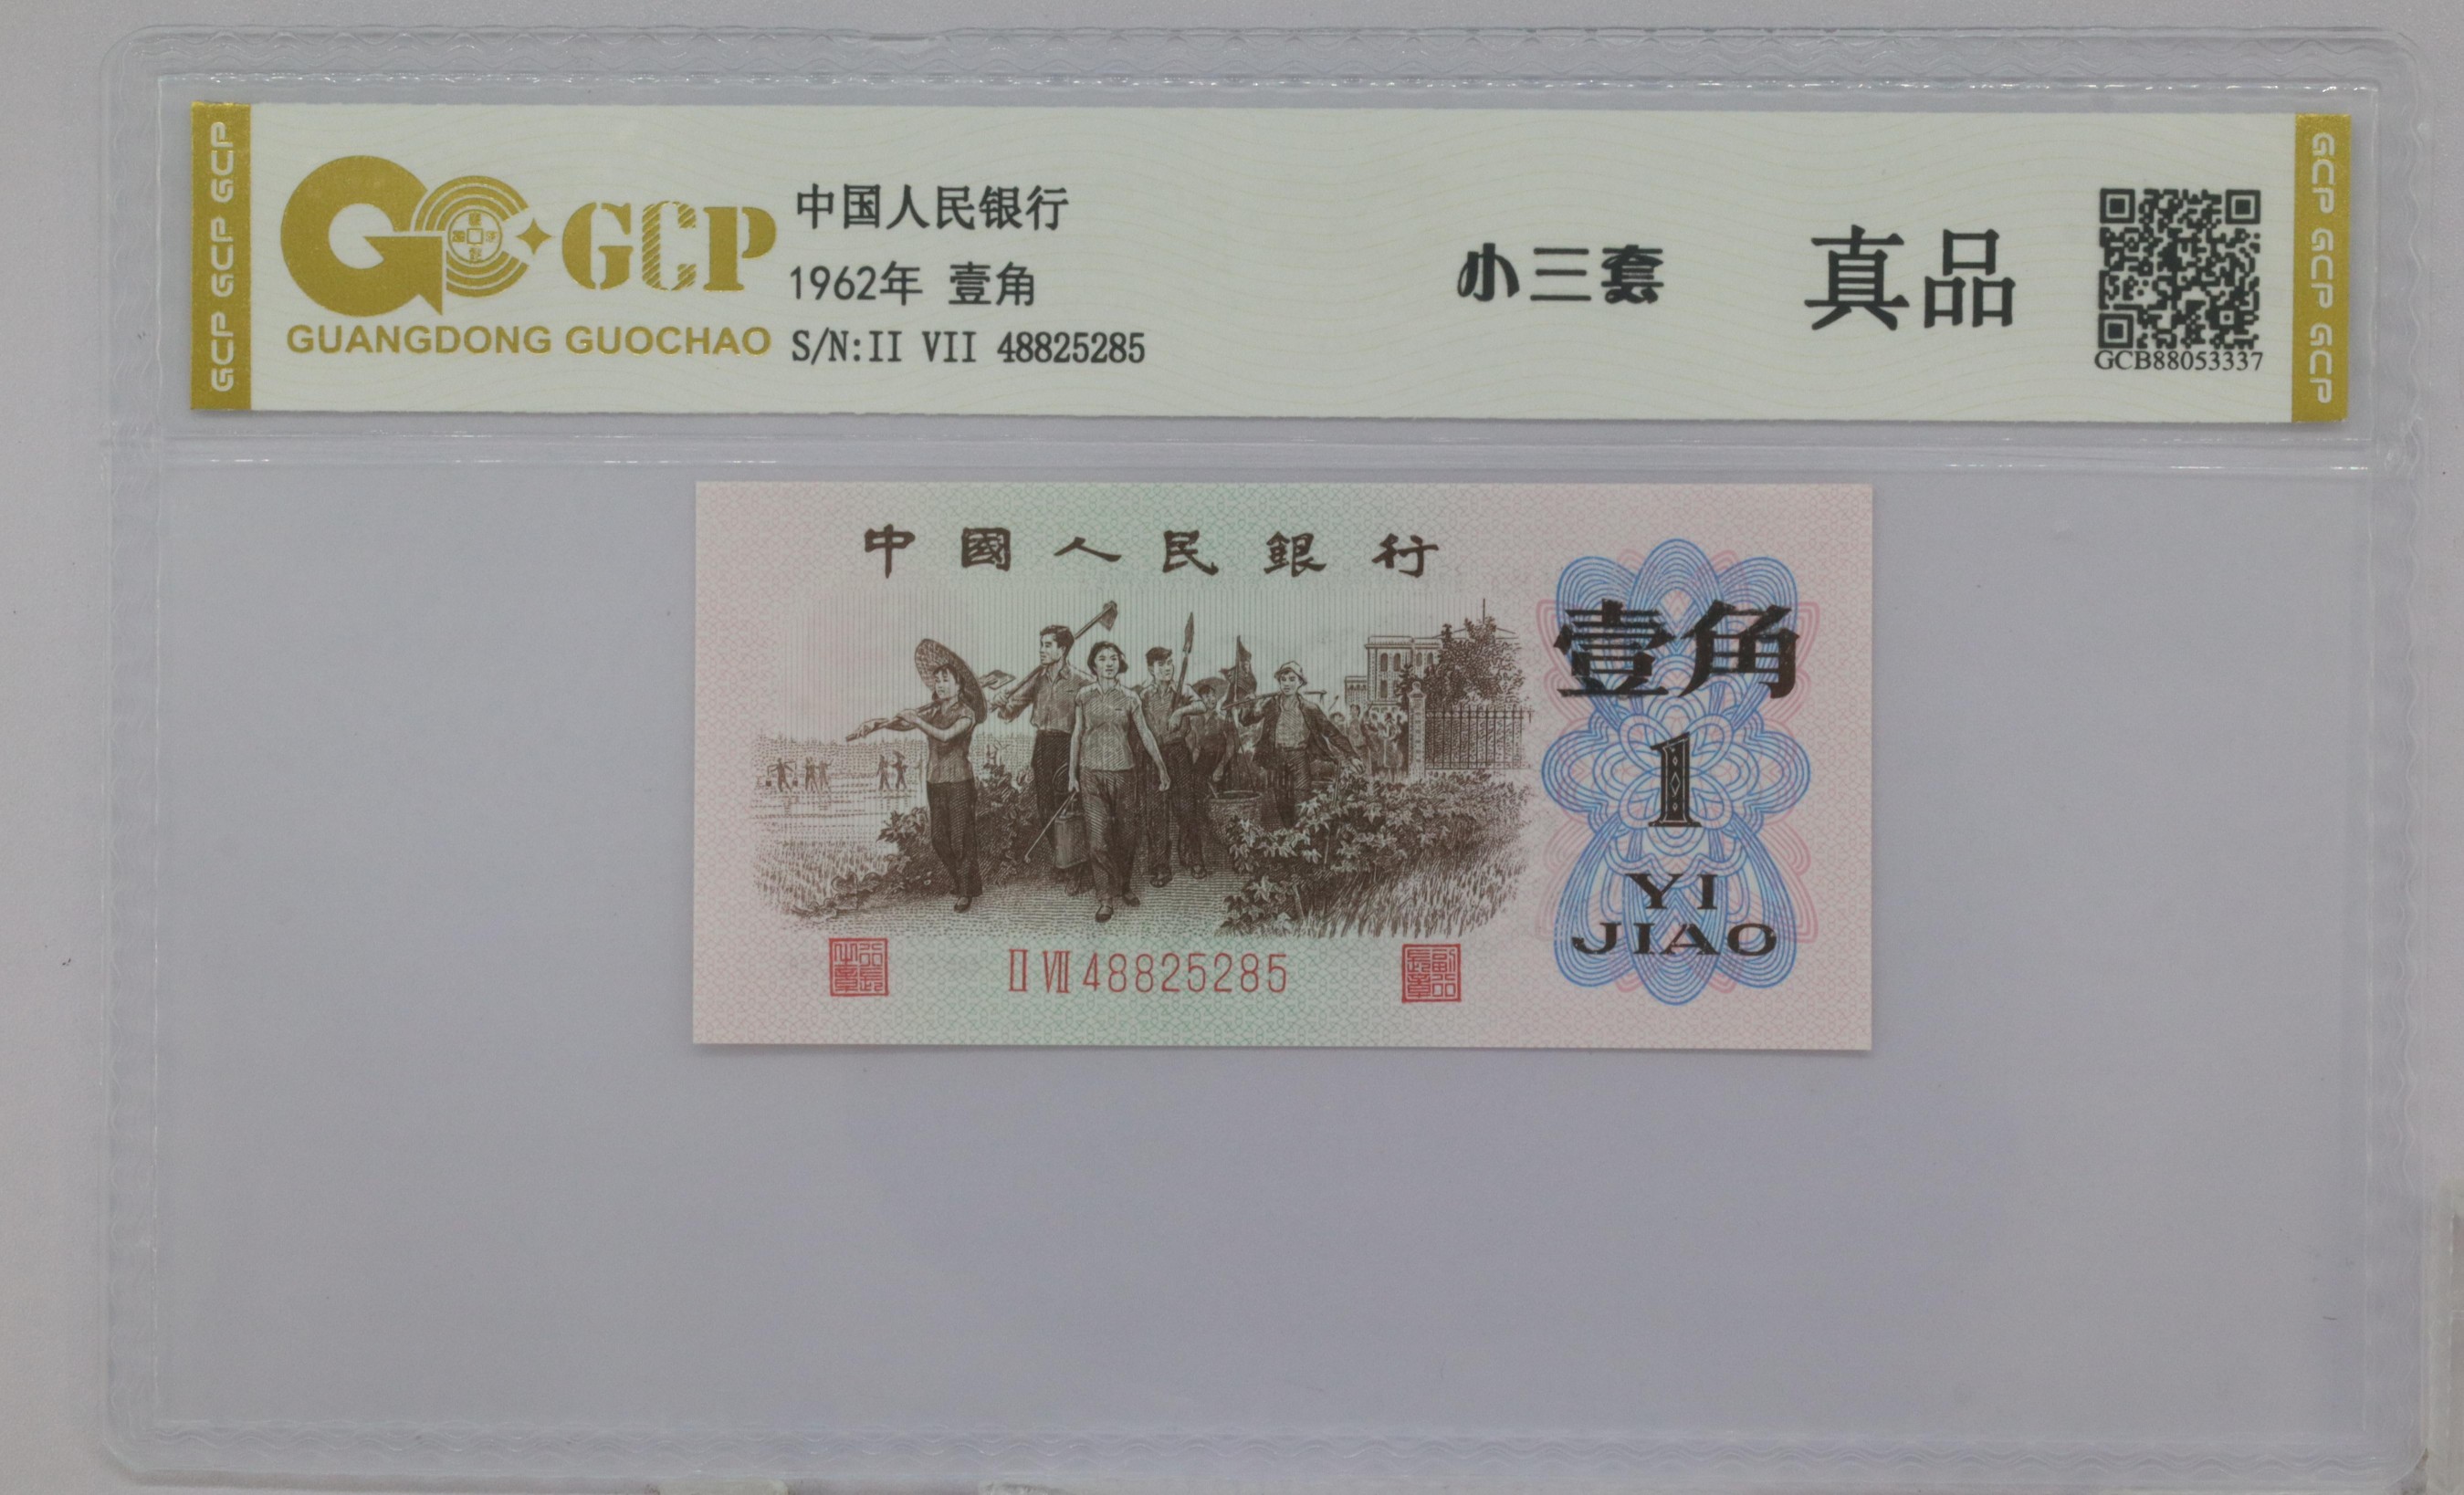 GCP GCP GCP
GCP
GUANGDONG GUOCHAO
中国人民银行
1962年 壹角
S/N:II VII 48825285
小三套
真品
GCB88053337
GCP GCP GCP
中國人民銀行
壹角
1
YI
JIAO
II VII 48825285